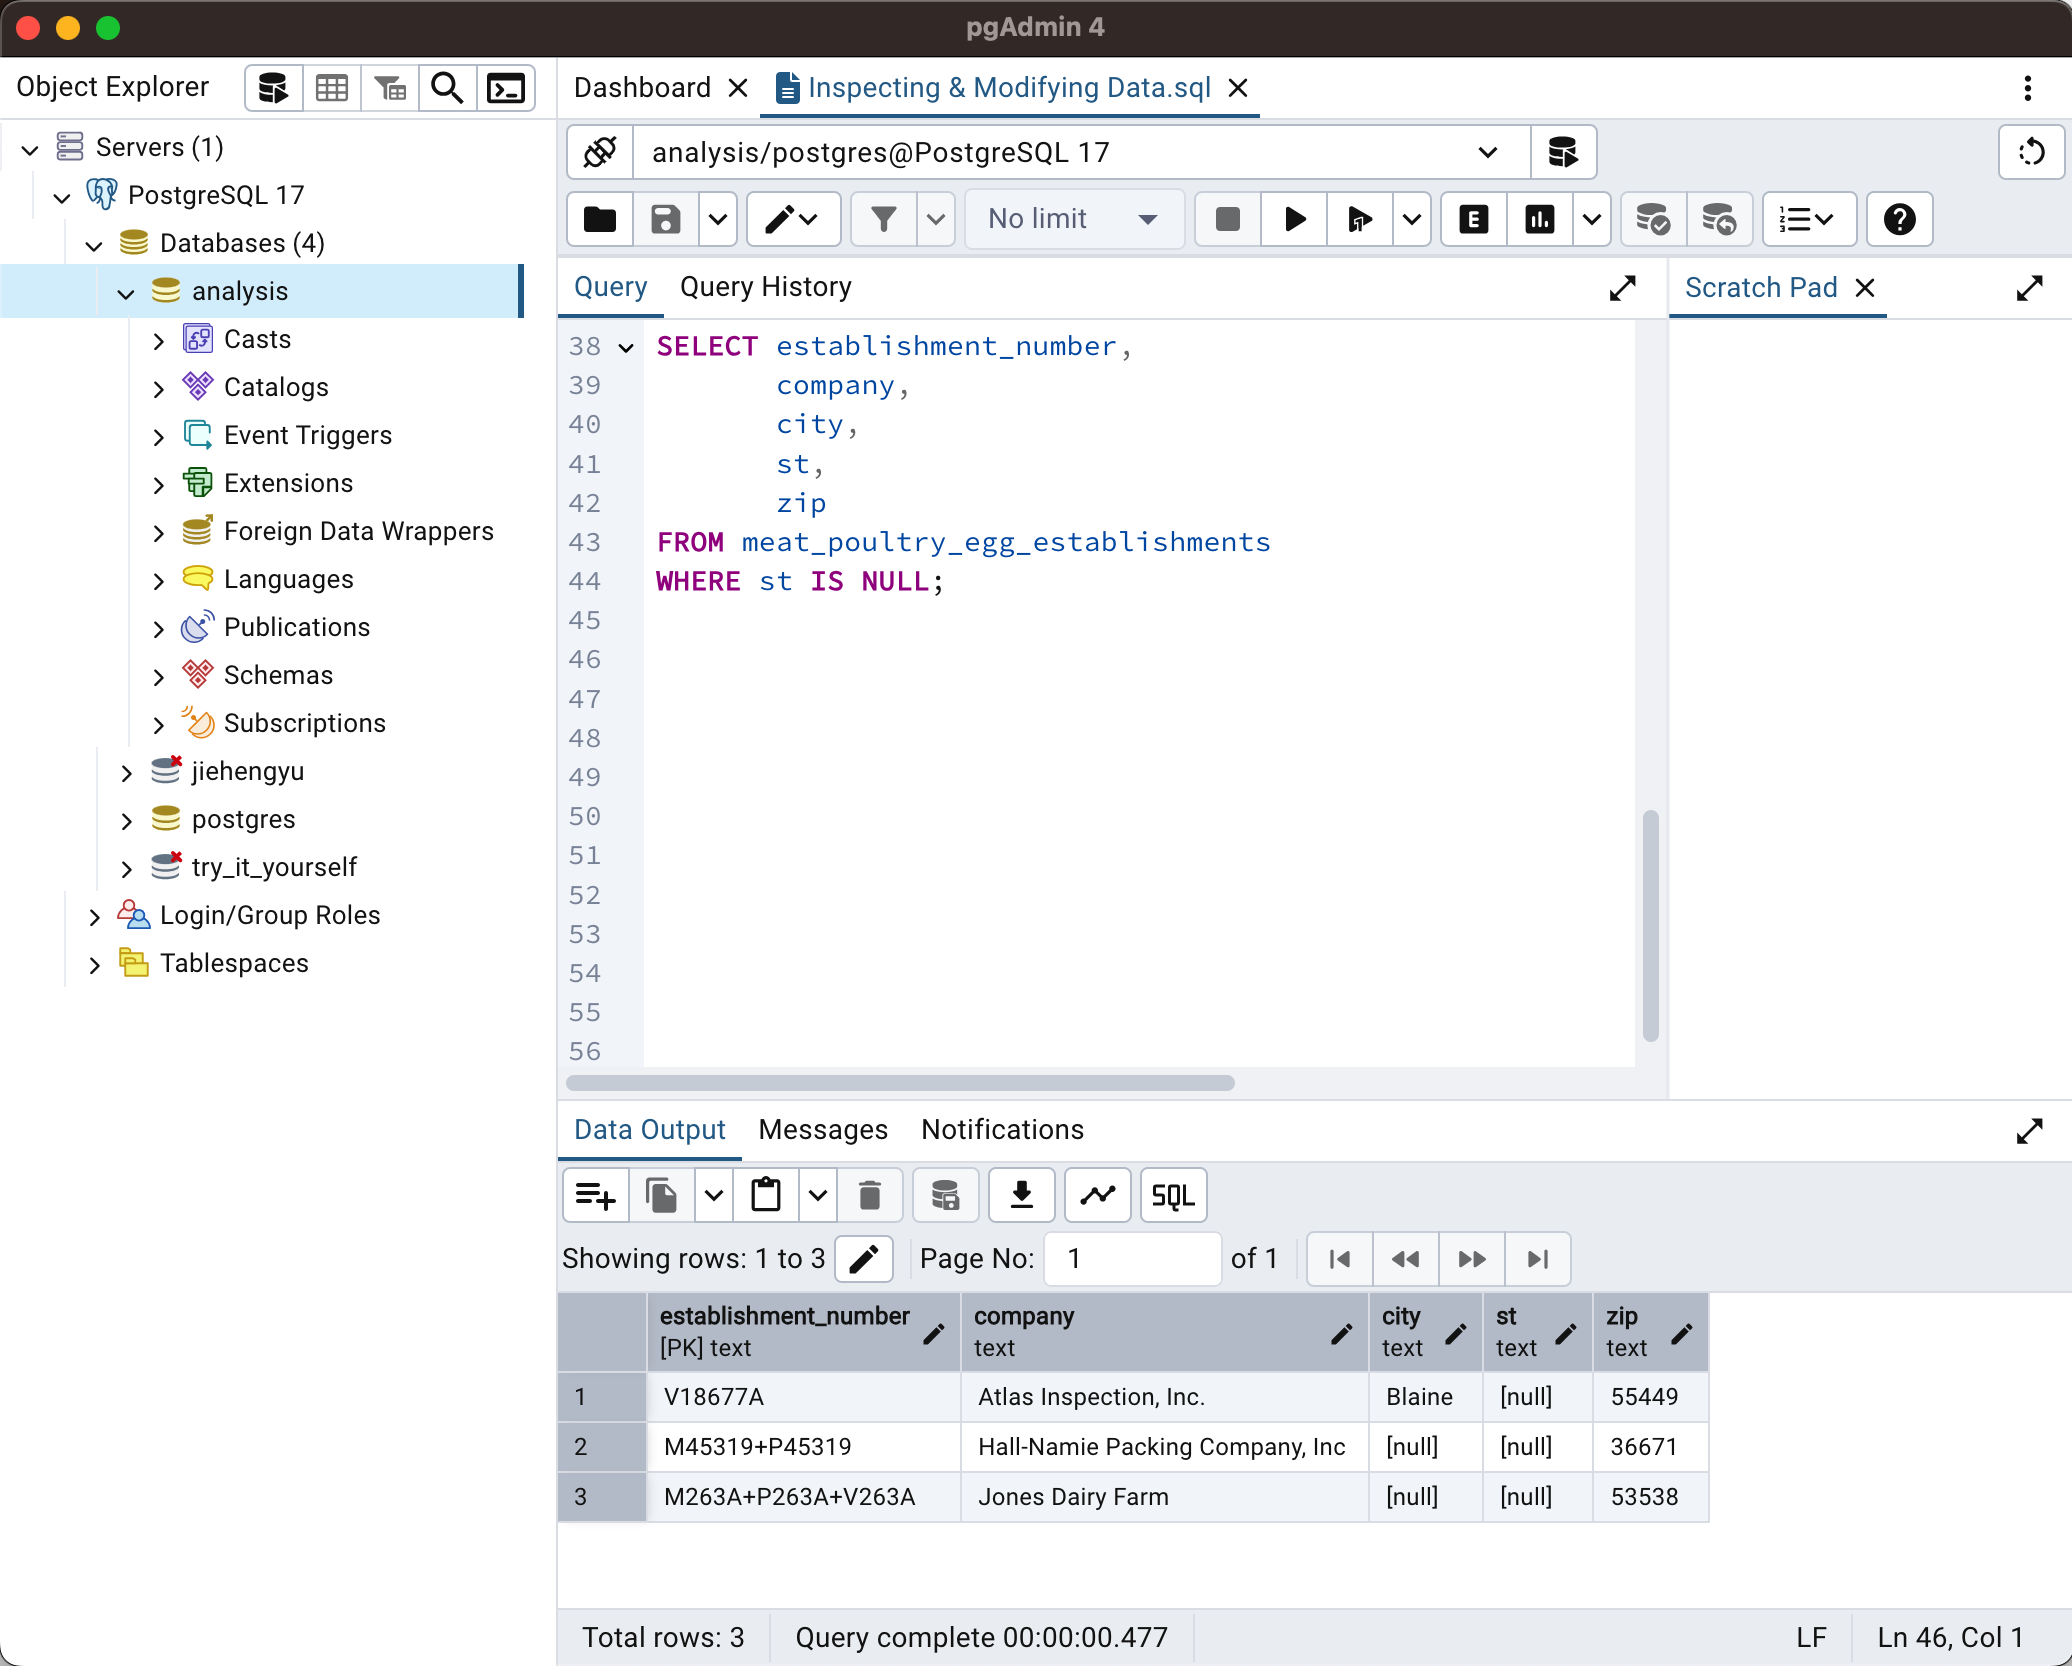 pgAdmin 4
Object Explorer
Servers (1)
PostgreSQL 17
Databases (4)
analysis
Casts
Catalogs
Event Triggers
Extensions
Foreign Data Wrappers
Languages
Publications
Schemas
Subscriptions
jiehengyu
postgres
try_it_yourself
Login/Group Roles
Tablespaces
Dashboard
Inspecting & Modifying Data.sql
analysis/postgres@PostgreSQL 17
No limit
E
Query Query History
Scratch Pad
38 SELECT establishment_number,
39 company,
40 city,
41 st,
42 zip
43 FROM meat_poultry_egg_establishments
44 WHERE st IS NULL;
45
46
47
48
49
50
51
52
53
54
55
56
Data Output Messages Notifications
SQL
Showing rows: 1 to 3 Page No: 1 of 1
establishment_number company city st zip
[PK] text text text text text
1 V18677A Atlas Inspection, Inc. Blaine [null] 55449
2 M45319+P45319 Hall-Namie Packing Company, Inc [null] [null] 36671
3 M263A+P263A+V263A Jones Dairy Farm [null] [null] 53538
Total rows: 3 Query complete 00:00:00.477 LF Ln 46, Col 1